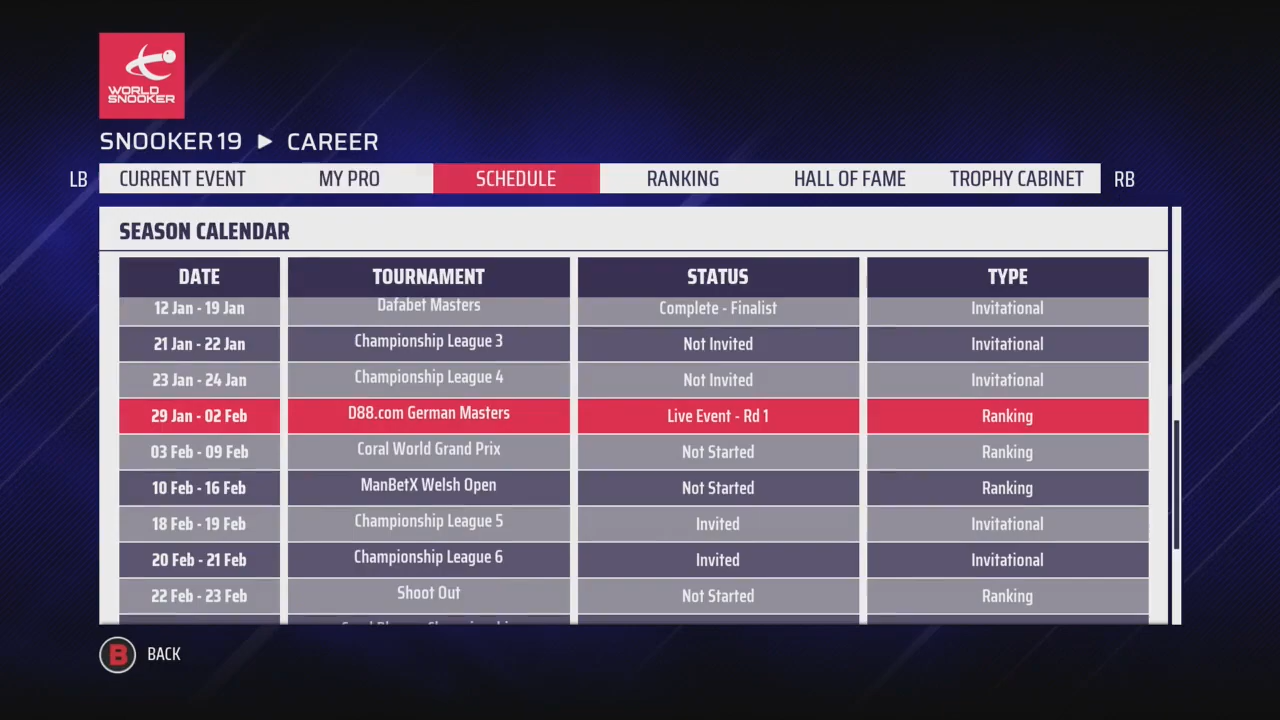 WORLD
SNOOKER
SNOOKER 19 ► CAREER
LB CURRENT EVENT MY PRO SCHEDULE RANKING HALL OF FAME TROPHY CABINET RB
SEASON CALENDAR
DATE TOURNAMENT STATUS TYPE
12 Jan - 19 Jan Dafabet Masters Complete - Finalist Invitational
21 Jan - 22 Jan Championship League 3 Not Invited Invitational
23 Jan - 24 Jan Championship League 4 Not Invited Invitational
29 Jan - 02 Feb D88.com German Masters Live Event - Rd 1 Ranking
03 Feb - 09 Feb Coral World Grand Prix Not Started Ranking
10 Feb - 16 Feb ManBetX Welsh Open Not Started Ranking
18 Feb - 19 Feb Championship League 5 Invited Invitational
20 Feb - 21 Feb Championship League 6 Invited Invitational
22 Feb - 23 Feb Shoot Out Not Started Ranking
B BACK